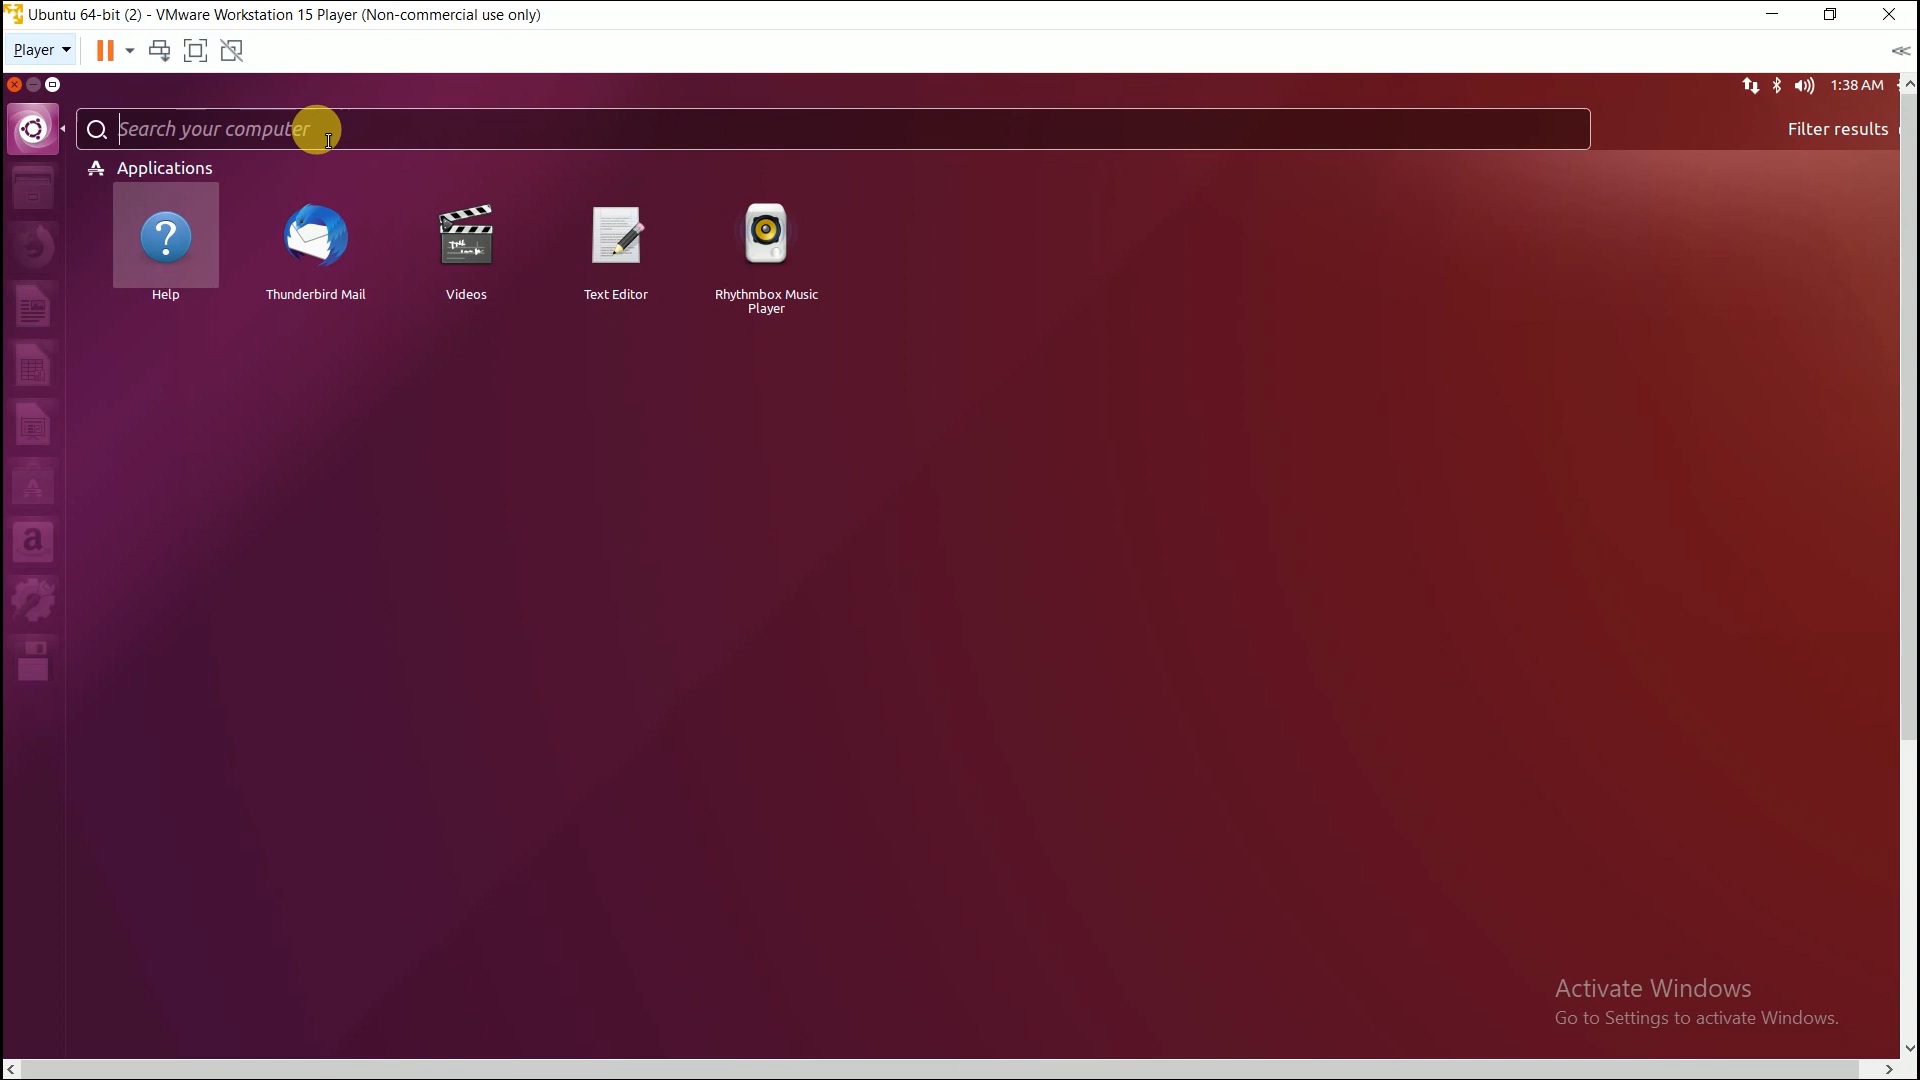 Ubuntu 64-bit (2) - VMware Workstation 15 Player (Non-commercial use only)
Player
1:38 AM
Search your computer
Filter results
Applications
Help
Thunderbird Mail
Videos
Text Editor
Rhythmbox Music
Player
Activate Windows
Go to Settings to activate Windows.